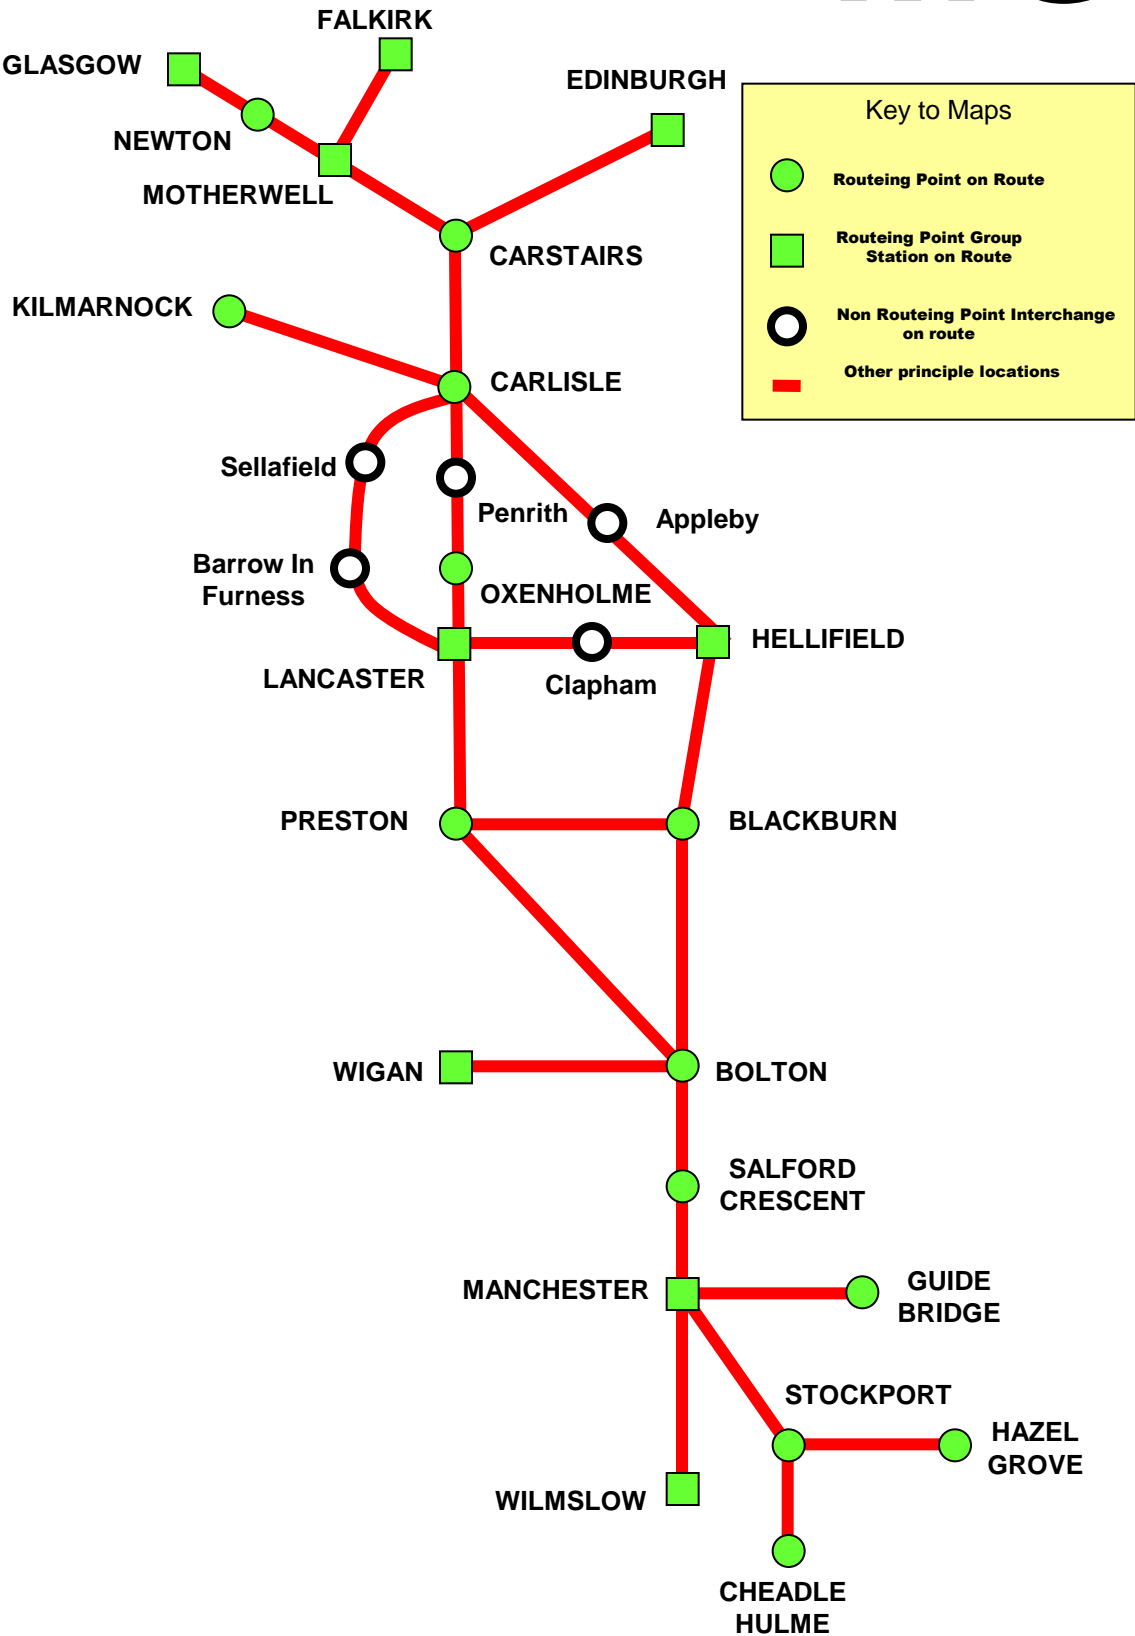 FALKIRK
GLASGOW
EDINBURGH
NEWTON
MOTHERWELL
CARSTAIRS
KILMARNOCK
CARLISLE
Key to Maps
Routeing Point on Route
Routeing Point Group
Station on Route
Non Routeing Point Interchange
on route
Other principle locations
Sellafield
Penrith
Appleby
Barrow In
Furness
OXENHOLME
HELLIFIELD
LANCASTER
Clapham
PRESTON
BLACKBURN
WIGAN
BOLTON
SALFORD
CRESCENT
MANCHESTER
GUIDE
BRIDGE
STOCKPORT
HAZEL
GROVE
WILMSLOW
CHEADLE
HULME